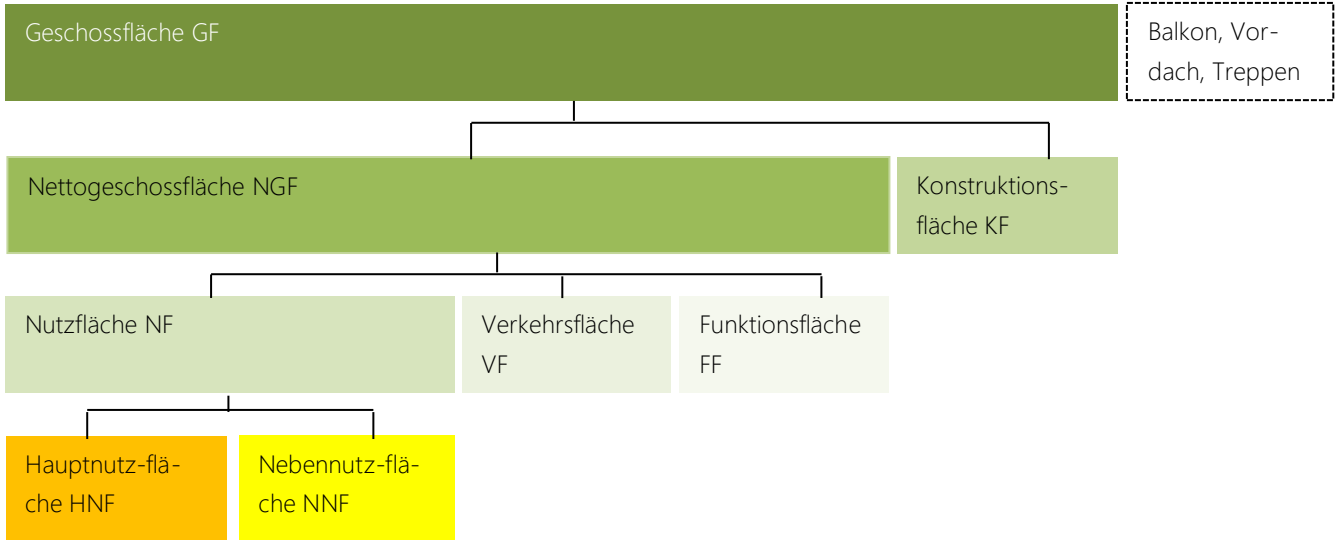 Geschossfläche GF
Balkon, Vor-
dach, Treppen
Nettogeschossfläche NGF
Konstruktions-
fläche KF
Nutzfläche NF
Verkehrsfläche
VF
Funktionsfläche
FF
Hauptnutz-flä-
che HNF
Nebennutz-flä-
che NNF